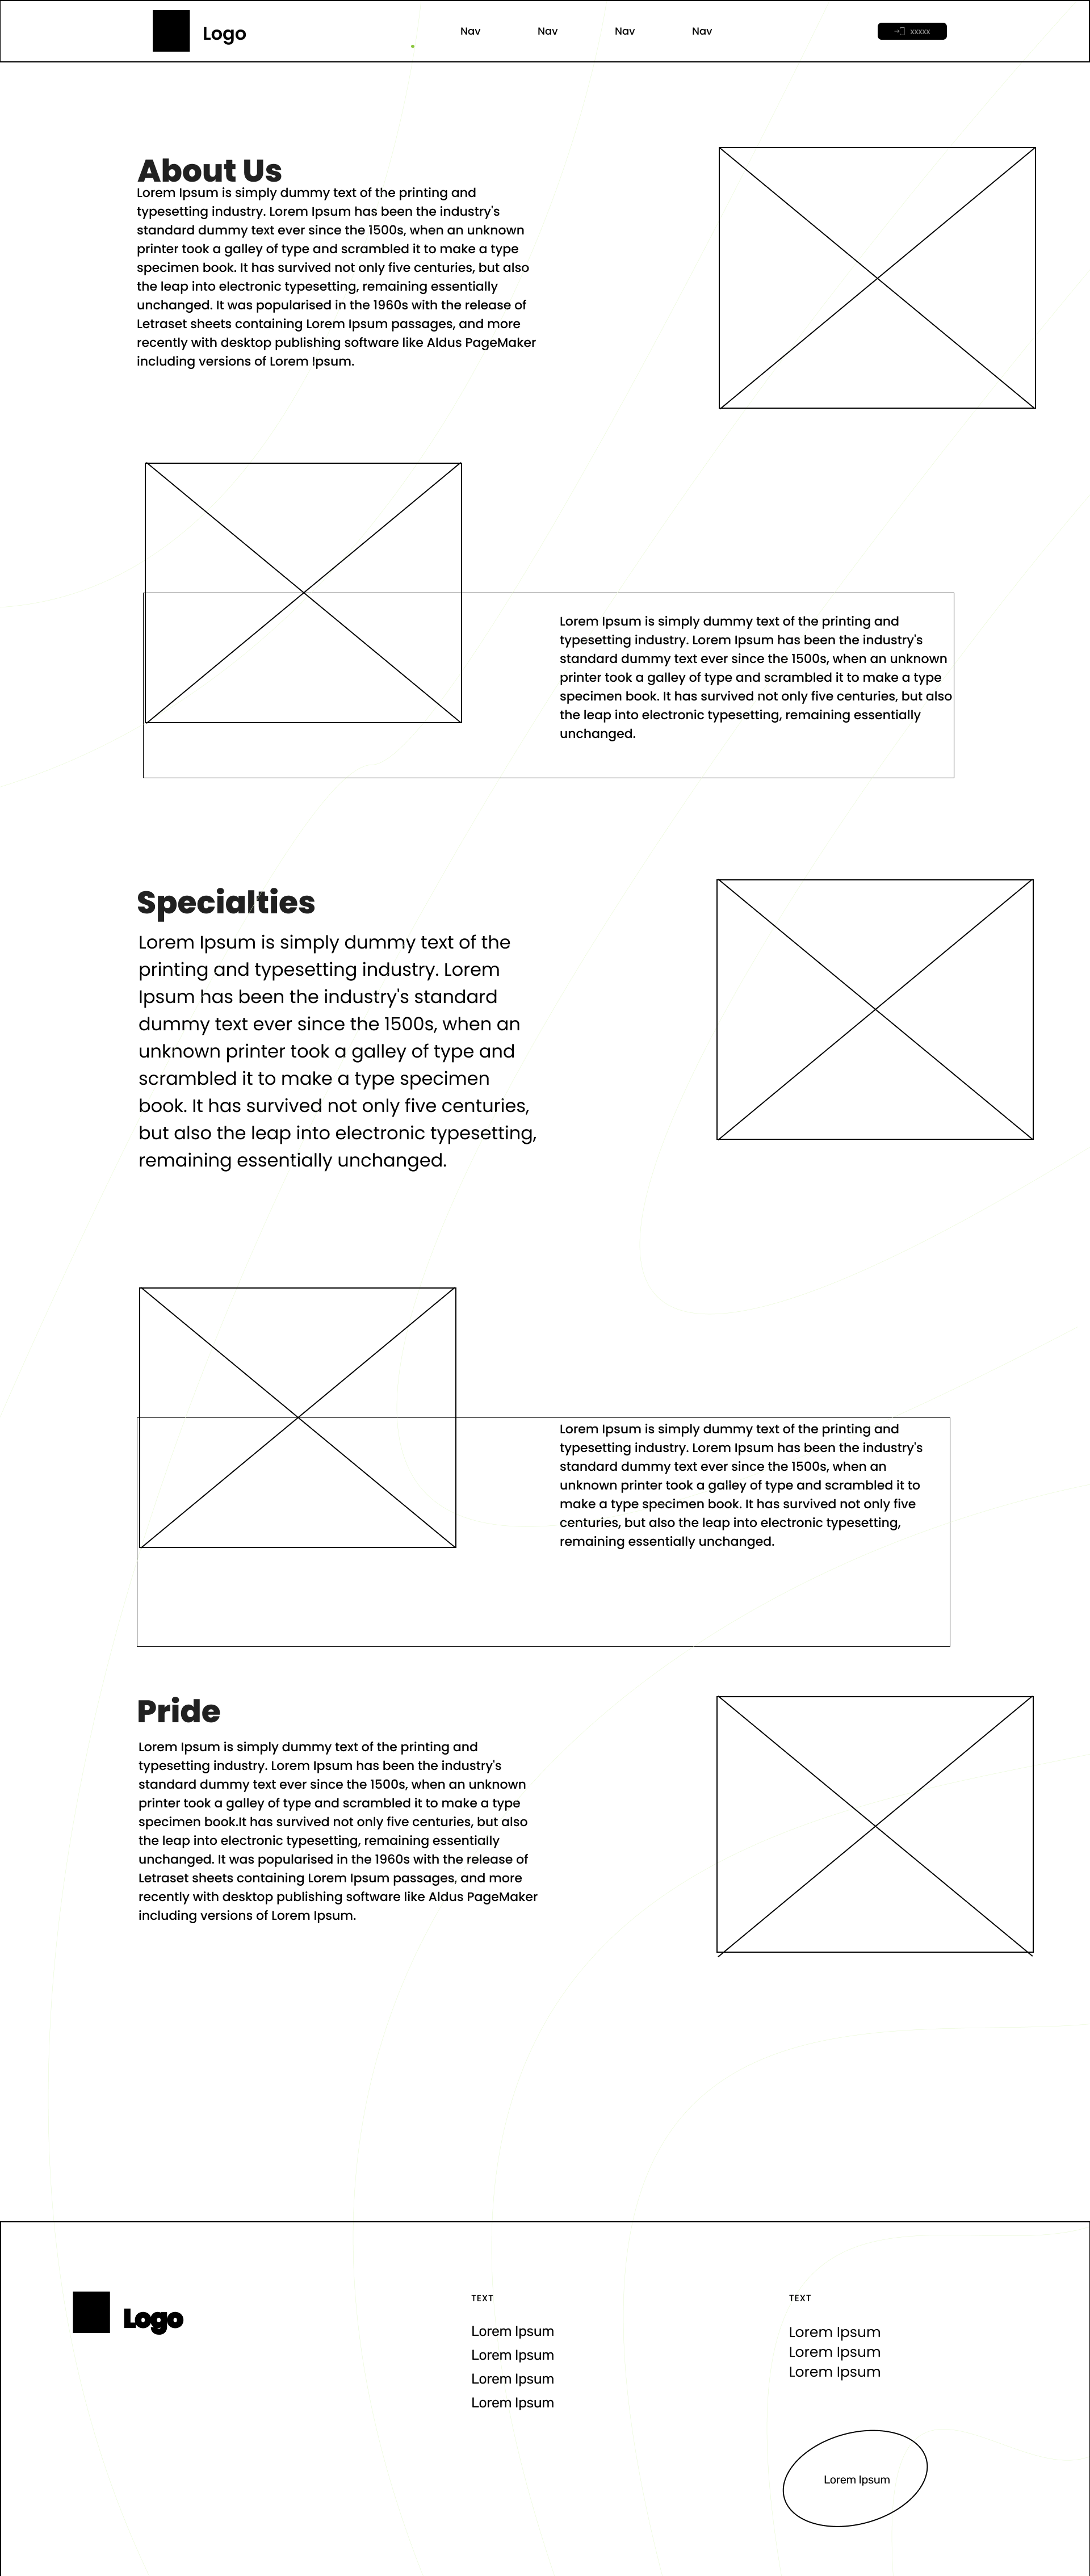 Logo
Nav
Nav
Nav
Nav
xxxxx
About Us
Lorem Ipsum is simply dummy text of the printing and
typesetting industry. Lorem Ipsum has been the industry's
standard dummy text ever since the 1500s, when an unknown
printer took a galley of type and scrambled it to make a type
specimen book. It has survived not only five centuries, but also
the leap into electronic typesetting, remaining essentially
unchanged. It was popularised in the 1960s with the release of
Letraset sheets containing Lorem Ipsum passages, and more
recently with desktop publishing software like Aldus PageMaker
including versions of Lorem Ipsum.
Lorem Ipsum is simply dummy text of the printing and
typesetting industry. Lorem Ipsum has been the industry's
standard dummy text ever since the 1500s, when an unknown
printer took a galley of type and scrambled it to make a type
specimen book. It has survived not only five centuries, but also
the leap into electronic typesetting, remaining essentially
unchanged.
Specialties
Lorem Ipsum is simply dummy text of the
printing and typesetting industry. Lorem
Ipsum has been the industry's standard
dummy text ever since the 1500s, when an
unknown printer took a galley of type and
scrambled it to make a type specimen
book. It has survived not only five centuries,
but also the leap into electronic typesetting,
remaining essentially unchanged.
Lorem Ipsum is simply dummy text of the printing and
typesetting industry. Lorem Ipsum has been the industry's
standard dummy text ever since the 1500s, when an
unknown printer took a galley of type and scrambled it to
make a type specimen book. It has survived not only five
centuries, but also the leap into electronic typesetting,
remaining essentially unchanged.
Pride
Lorem Ipsum is simply dummy text of the printing and
typesetting industry. Lorem Ipsum has been the industry's
standard dummy text ever since the 1500s, when an unknown
printer took a galley of type and scrambled it to make a type
specimen book.It has survived not only five centuries, but also
the leap into electronic typesetting, remaining essentially
unchanged. It was popularised in the 1960s with the release of
Letraset sheets containing Lorem Ipsum passages, and more
recently with desktop publishing software like Aldus PageMaker
including versions of Lorem Ipsum.
Logo
TEXT
Lorem Ipsum
Lorem Ipsum
Lorem Ipsum
Lorem Ipsum
TEXT
Lorem Ipsum
Lorem Ipsum
Lorem Ipsum
Lorem Ipsum